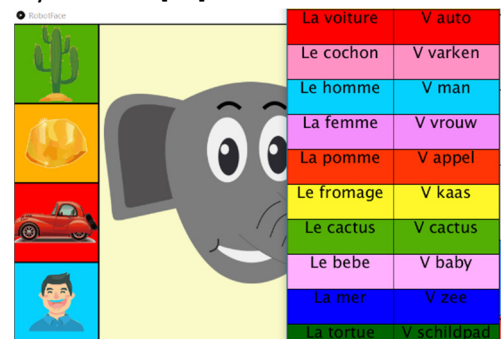 RobotFace
La voiture V auto
Le cochon V varken
Le homme V man
La femme V vrouw
La pomme V appel
Le fromage V kaas
Le cactus V cactus
Le bebe V baby
La mer V zee
La tortue V schildpad